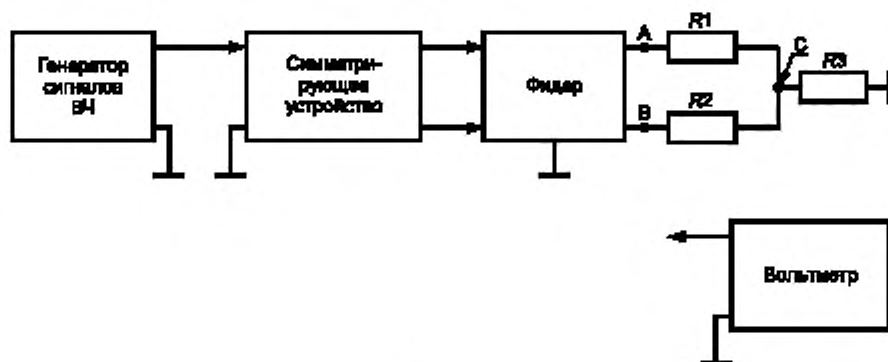 Генератор
сигналов
ВЧ
Симметри-
рующее
устройство
Фидер
A
R1
C
R3
B
R2
Вольтметр